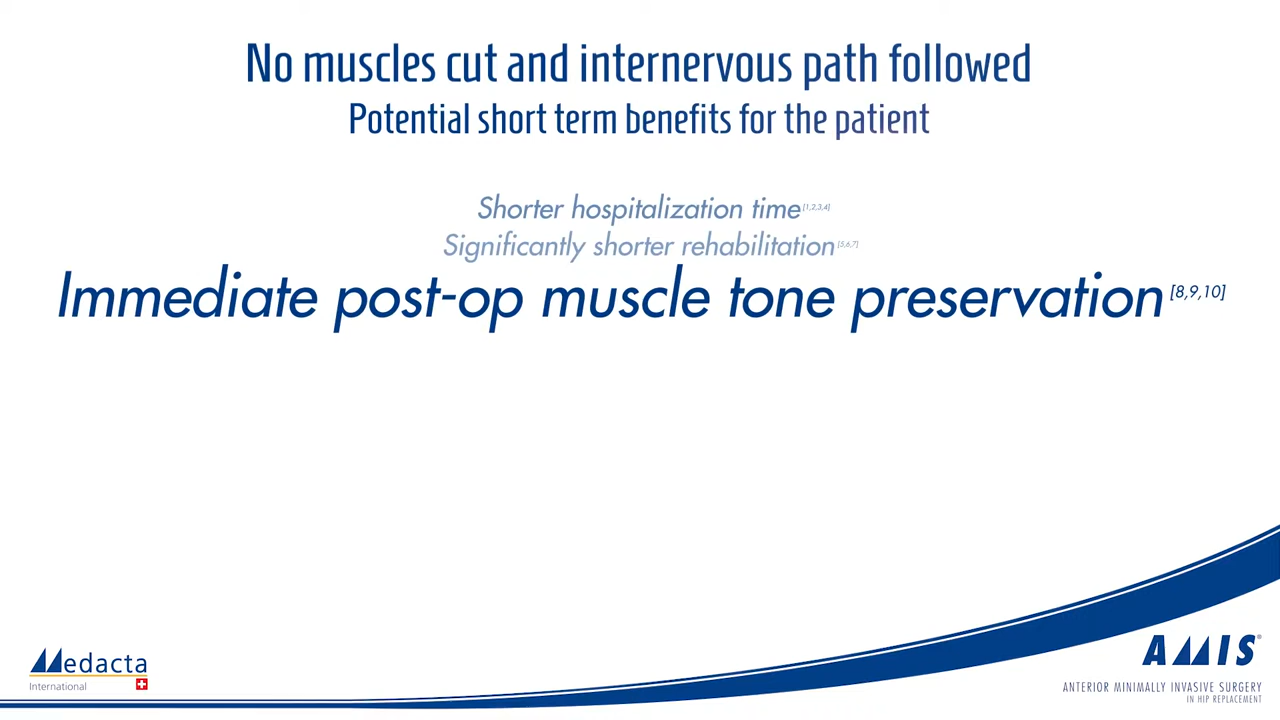 No muscles cut and internervous path followed
Potential short term benefits for the patient
Shorter hospitalization time [1,2,3,4]
Significantly shorter rehabilitation [5,6,7]
Immediate post-op muscle tone preservation [8,9,10]
Medacta
International
AMIS®
ANTERIOR MINIMALLY INVASIVE SURGERY
IN HIP REPLACEMENT